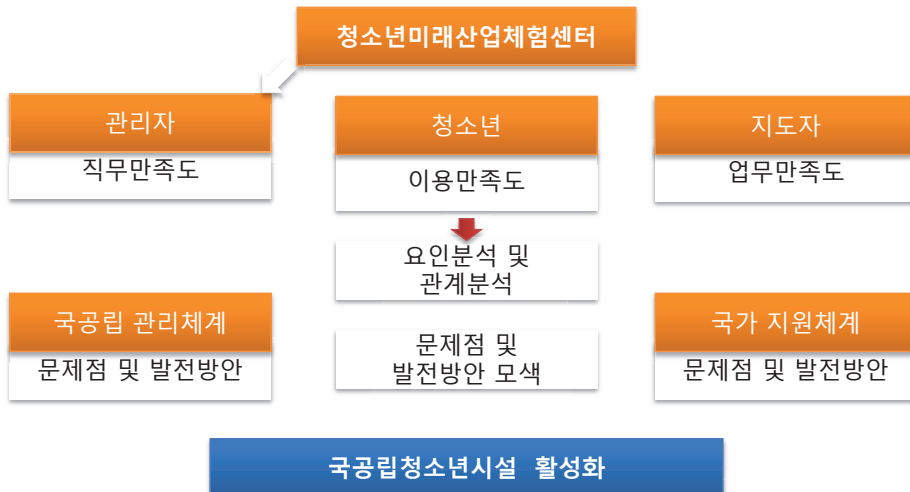 청소년미래산업체험센터
관리자
직무만족도
청소년
이용만족도
지도자
업무만족도
요인분석 및
관계분석
국공립 관리체계
문제점 및 발전방안
문제점 및
발전방안 모색
국가 지원체계
문제점 및 발전방안
국공립청소년시설 활성화